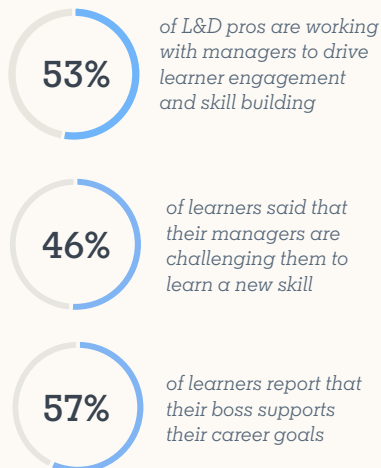 53%
of L&D pros are working
with managers to drive
learner engagement
and skill building
46%
of learners said that
their managers are
challenging them to
learn a new skill
57%
of learners report that
their boss supports
their career goals